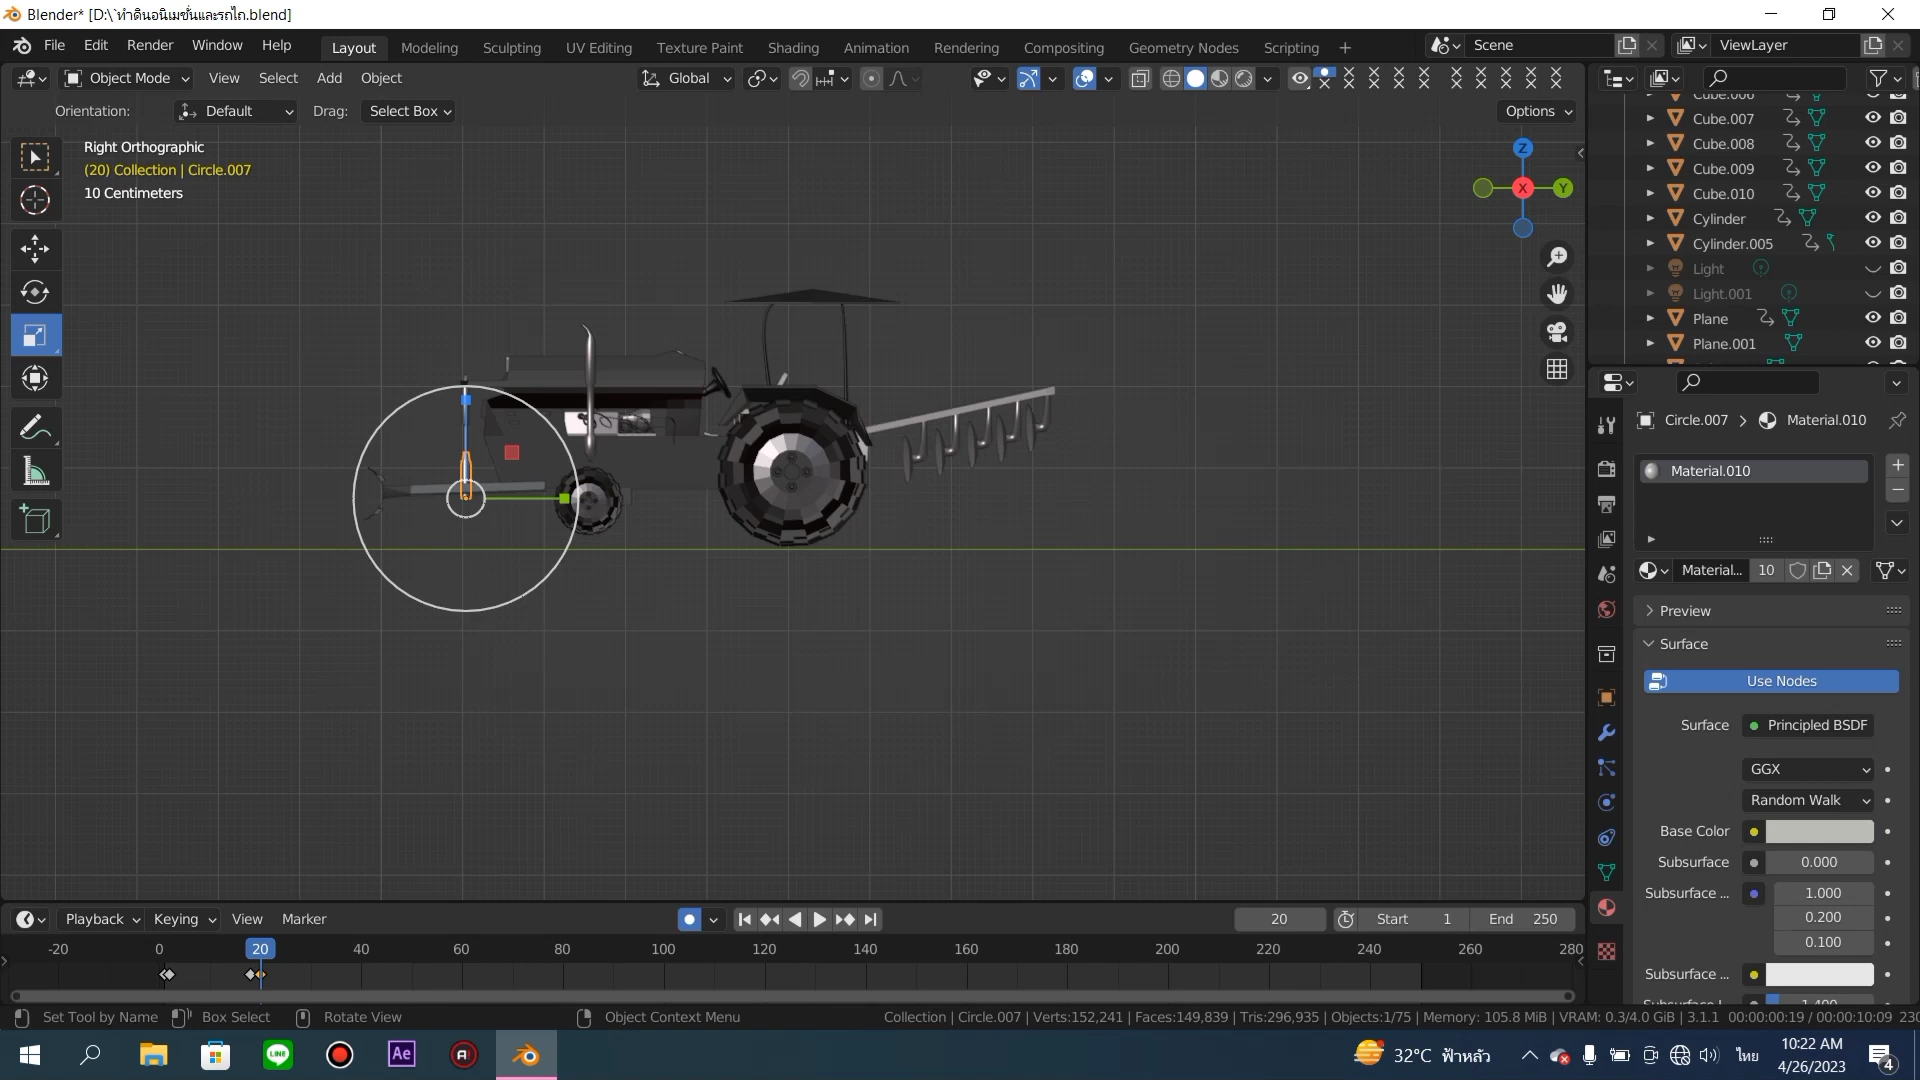 Blender* [D:\`ทำดินอนิเมชั่นและรถไถ.blend]
File Edit Render Window Help Layout Modeling Sculpting UV Editing Texture Paint Shading Animation Rendering Compositing Geometry Nodes Scripting + Scene ViewLayer
Object Mode View Select Add Object Global
Orientation: Default Drag: Select Box Options
Right Orthographic
(20) Collection | Circle.007
10 Centimeters
Z
X
Y
Cube.006
Cube.007
Cube.008
Cube.009
Cube.010
Cylinder
Cylinder.005
Light
Light.001
Plane
Plane.001
Circle.007 > Material.010
Material.010
Material... 10
Preview
Surface
Use Nodes
Surface Principled BSDF
GGX
Random Walk
Base Color
Subsurface 0.000
Subsurface ... 1.000
0.200
0.100
Subsurface ...
Subsurface I 1.400
Playback Keying View Marker 20 Start 1 End 250
-20 0 20 40 60 80 100 120 140 160 180 200 220 240 260 280
Set Tool by Name Box Select Rotate View Object Context Menu Collection | Circle.007 | Verts:152,241 | Faces:149,839 | Tris:296,935 | Objects:1/75 | Memory: 105.8 MiB | VRAM: 0.3/4.0 GiB | 3.1.1 00:00:00:19 / 00:00:10:09 230
LINE Ae A! 32°C ฟ้าหลัว ไทย 10:22 AM
4/26/2023 4